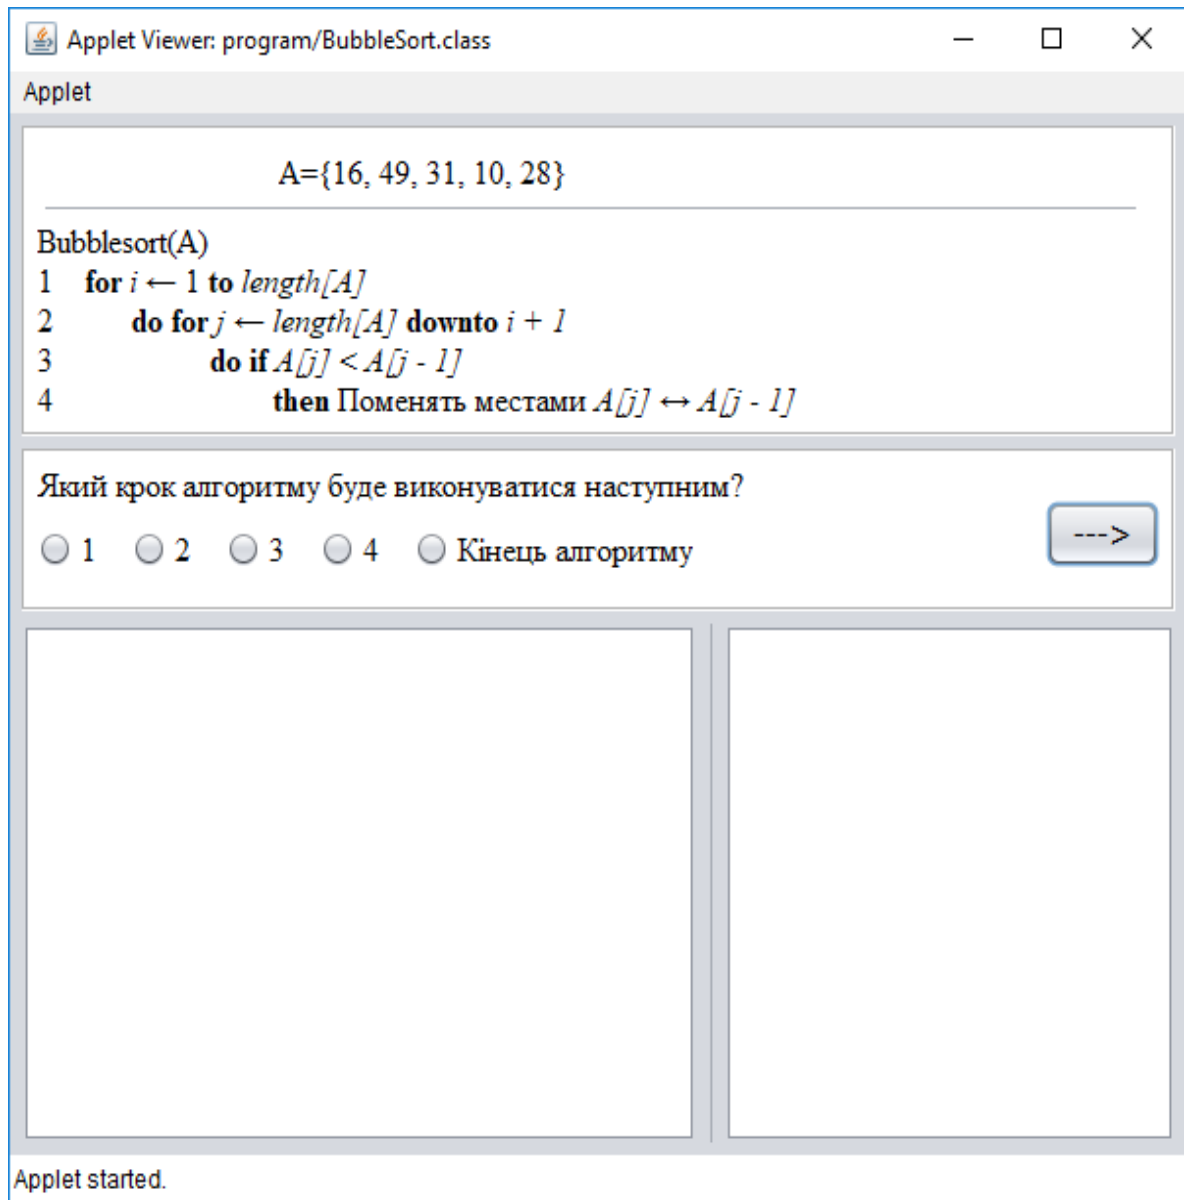 Applet Viewer: program/BubbleSort.class
Applet
A={16, 49, 31, 10, 28}
Bubblesort(A)
1 for i ← 1 to length[A]
2 do for j ← length[A] downto i + 1
3 do if A[j] < A[j - 1]
4 then Поменять местами A[j] ↔ A[j - 1]
Який крок алгоритму буде виконуватися наступним?
1 2 3 4 Кінець алгоритму
--->
Applet started.